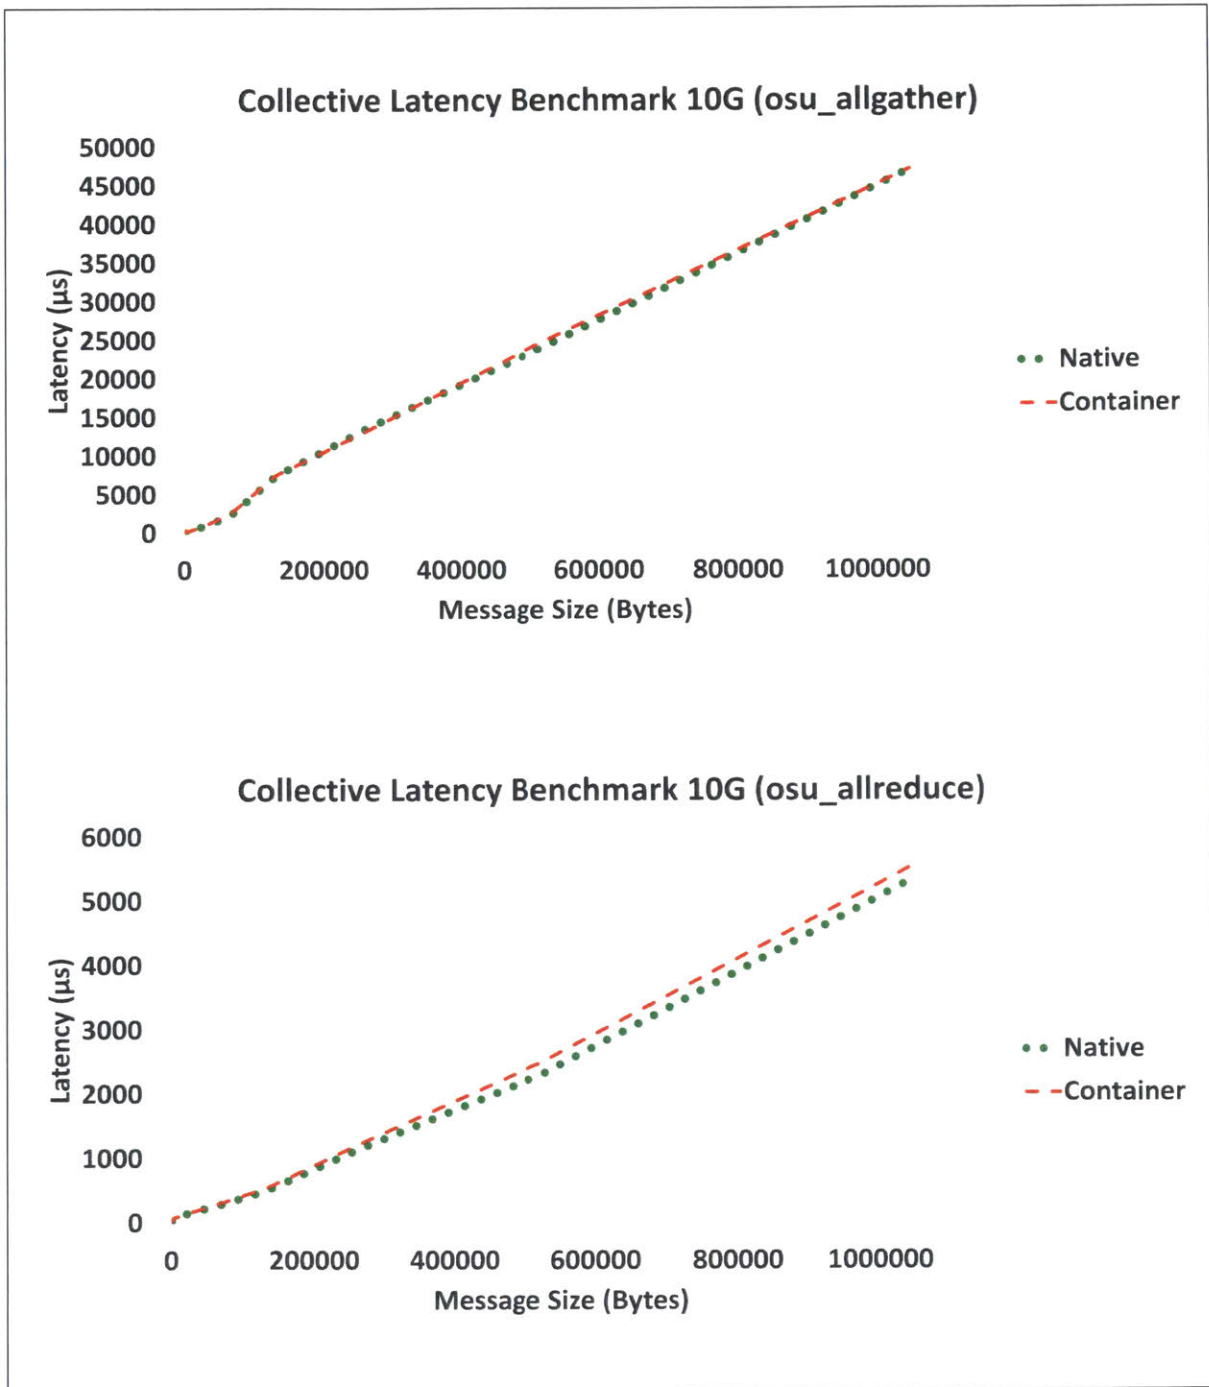 Collective Latency Benchmark 10G (osu_allgather)
50000
45000
40000
35000
30000
25000
20000
15000
10000
5000
0
Latency (µs)
0 200000 400000 600000 800000 1000000
Message Size (Bytes)
Native
Container
Collective Latency Benchmark 10G (osu_allreduce)
6000
5000
4000
3000
2000
1000
0
Latency (µs)
0 200000 400000 600000 800000 1000000
Message Size (Bytes)
Native
Container